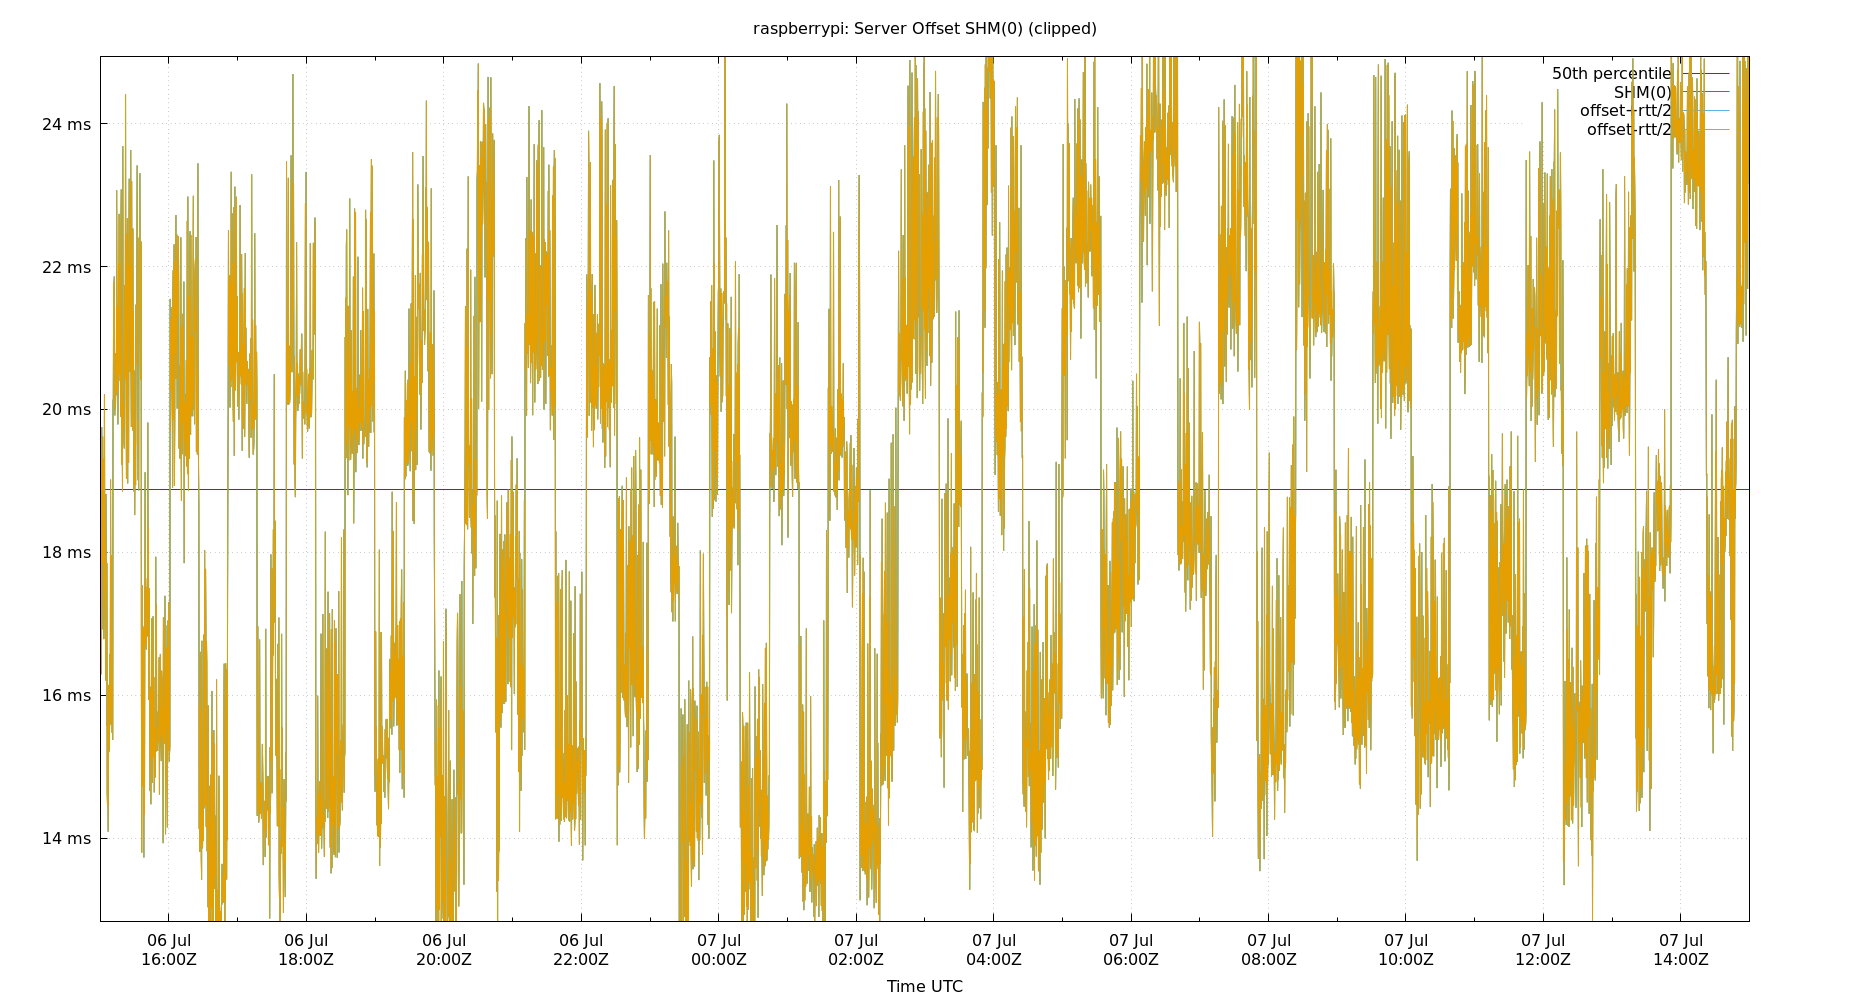 raspberrypi: Server Offset SHM(0) (clipped)
50th percentile
SHM(0)
offset+rtt/2
offset-rtt/2
24 ms
22 ms
20 ms
18 ms
16 ms
14 ms
06 Jul 06 Jul 06 Jul 06 Jul 07 Jul 07 Jul 07 Jul 07 Jul 07 Jul 07 Jul 07 Jul 07 Jul
16:00Z 18:00Z 20:00Z 22:00Z 00:00Z 02:00Z 04:00Z 06:00Z 08:00Z 10:00Z 12:00Z 14:00Z
Time UTC